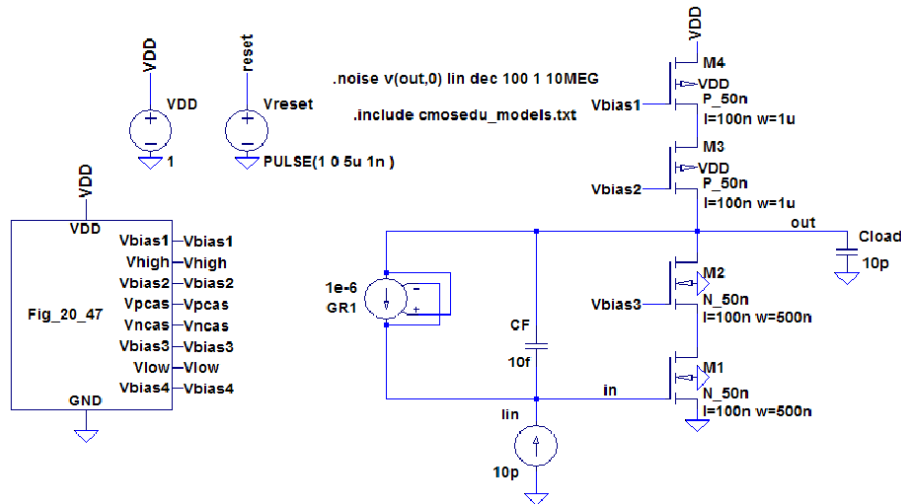 VDD
VDD
1
reset
Vreset
PULSE(1 0 5u 1n )
.noise v(out,0) lin dec 100 1 10MEG
.include cmosedu_models.txt
VDD
VDD
GND
Fig_20_47
Vbias1 Vbias1
Vhigh Vhigh
Vbias2 Vbias2
Vpcas Vpcas
Vncas Vncas
Vbias3 Vbias3
Vlow Vlow
Vbias4 Vbias4
1e-6
GR1
- 
+
CF
10f
Iin
10p
in
VDD
M4
VDD
Vbias1
P_50n
l=100n w=1u
M3
VDD
Vbias2
P_50n
l=100n w=1u
out
Cload
10p
M2
Vbias3
N_50n
l=100n w=500n
M1
N_50n
l=100n w=500n